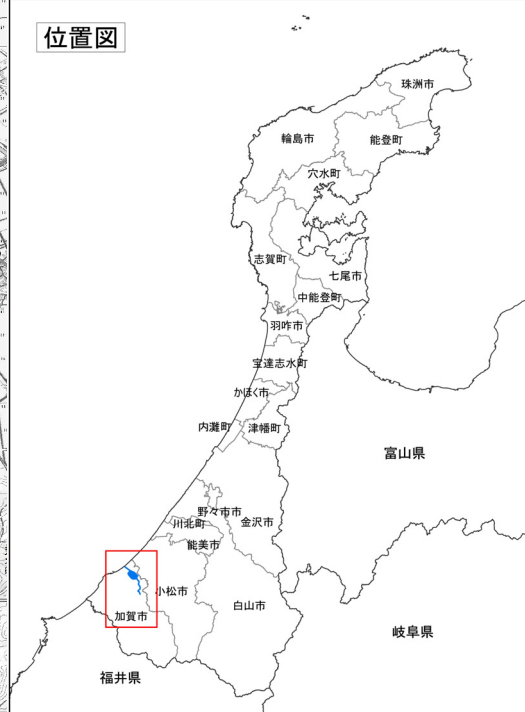 位置図
珠洲市
輪島市
能登町
穴水町
志賀町
七尾市
中能登町
羽咋市
宝達志水町
かほく市
内灘町
津幡町
富山県
野々市市
川北町
金沢市
能美市
小松市
白山市
加賀市
岐阜県
福井県